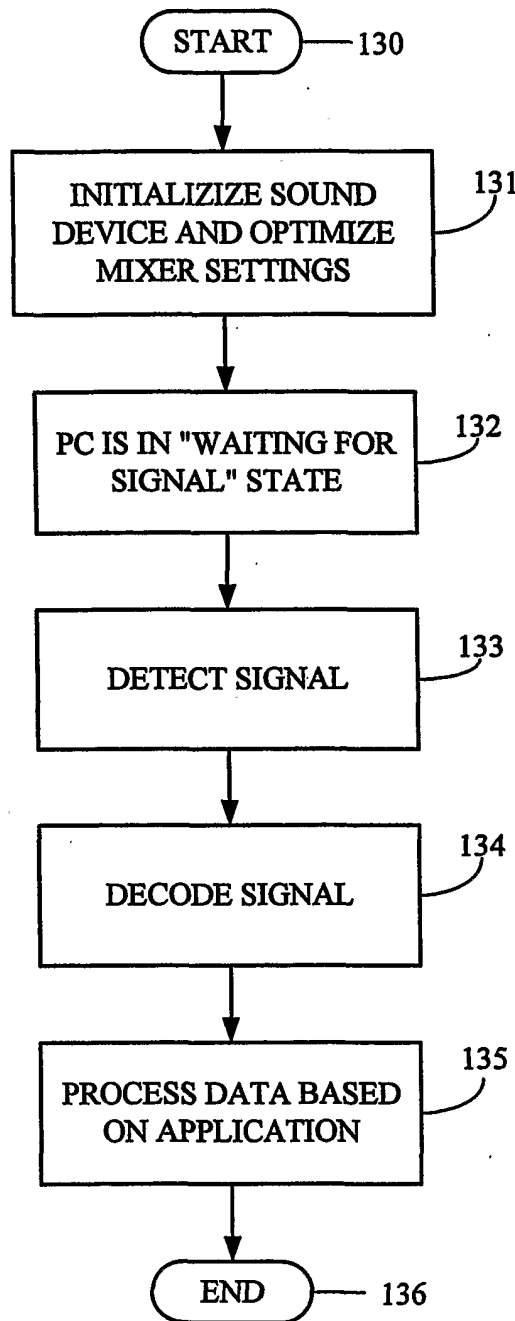 START
130
INITIALIZIZE SOUND
DEVICE AND OPTIMIZE
MIXER SETTINGS
131
PC IS IN "WAITING FOR
SIGNAL" STATE
132
DETECT SIGNAL
133
DECODE SIGNAL
134
PROCESS DATA BASED
ON APPLICATION
135
END
136